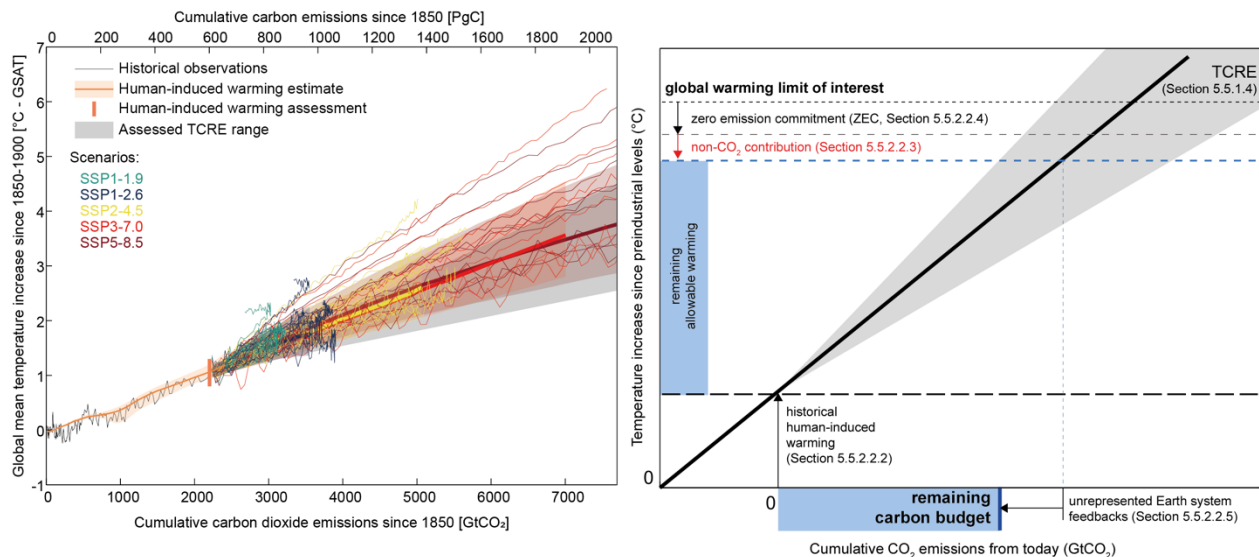 Cumulative carbon emissions since 1850 [PgC]
0 200 400 600 800 1000 1200 1400 1600 1800 2000
Global mean temperature increase since 1850-1900 [°C - GSAT]
7
6
5
4
3
2
1
0
-1
Historical observations
Human-induced warming estimate
Human-induced warming assessment
Assessed TCRE range
Scenarios:
SSP1-1.9
SSP1-2.6
SSP2-4.5
SSP3-7.0
SSP5-8.5
0 1000 2000 3000 4000 5000 6000 7000
Cumulative carbon dioxide emissions since 1850 [GtCO₂]
Temperature increase since preindustrial levels (°C)
TCRE
(Section 5.5.1.4)
global warming limit of interest
zero emission commitment (ZEC, Section 5.5.2.2.4)
non-CO₂ contribution (Section 5.5.2.2.3)
remaining
allowable warming
historical
human-induced
warming
(Section 5.5.2.2.2)
0
0
remaining
carbon budget
unrepresented Earth system
feedbacks (Section 5.5.2.2.5)
Cumulative CO₂ emissions from today (GtCO₂)